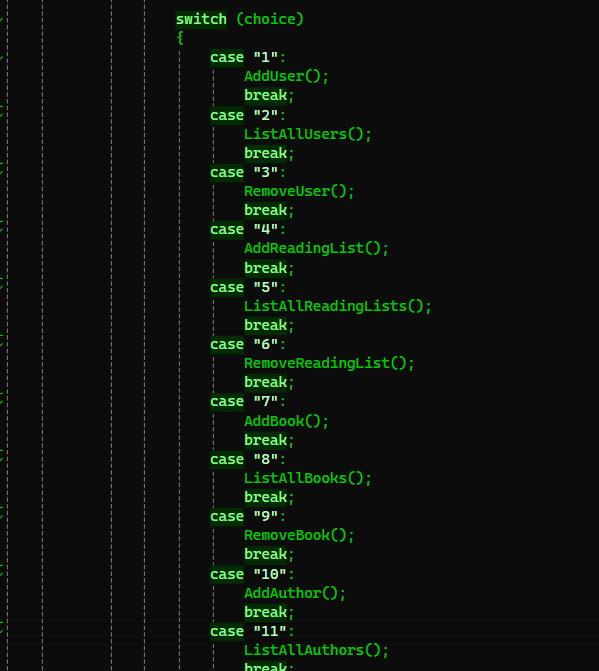 switch (choice)
{
case "1":
AddUser();
break;
case "2":
ListAllUsers();
break;
case "3":
RemoveUser();
break;
case "4":
AddReadingList();
break;
case "5":
ListAllReadingLists();
break;
case "6":
RemoveReadingList();
break;
case "7":
AddBook();
break;
case "8":
ListAllBooks();
break;
case "9":
RemoveBook();
break;
case "10":
AddAuthor();
break;
case "11":
ListAllAuthors();
break;